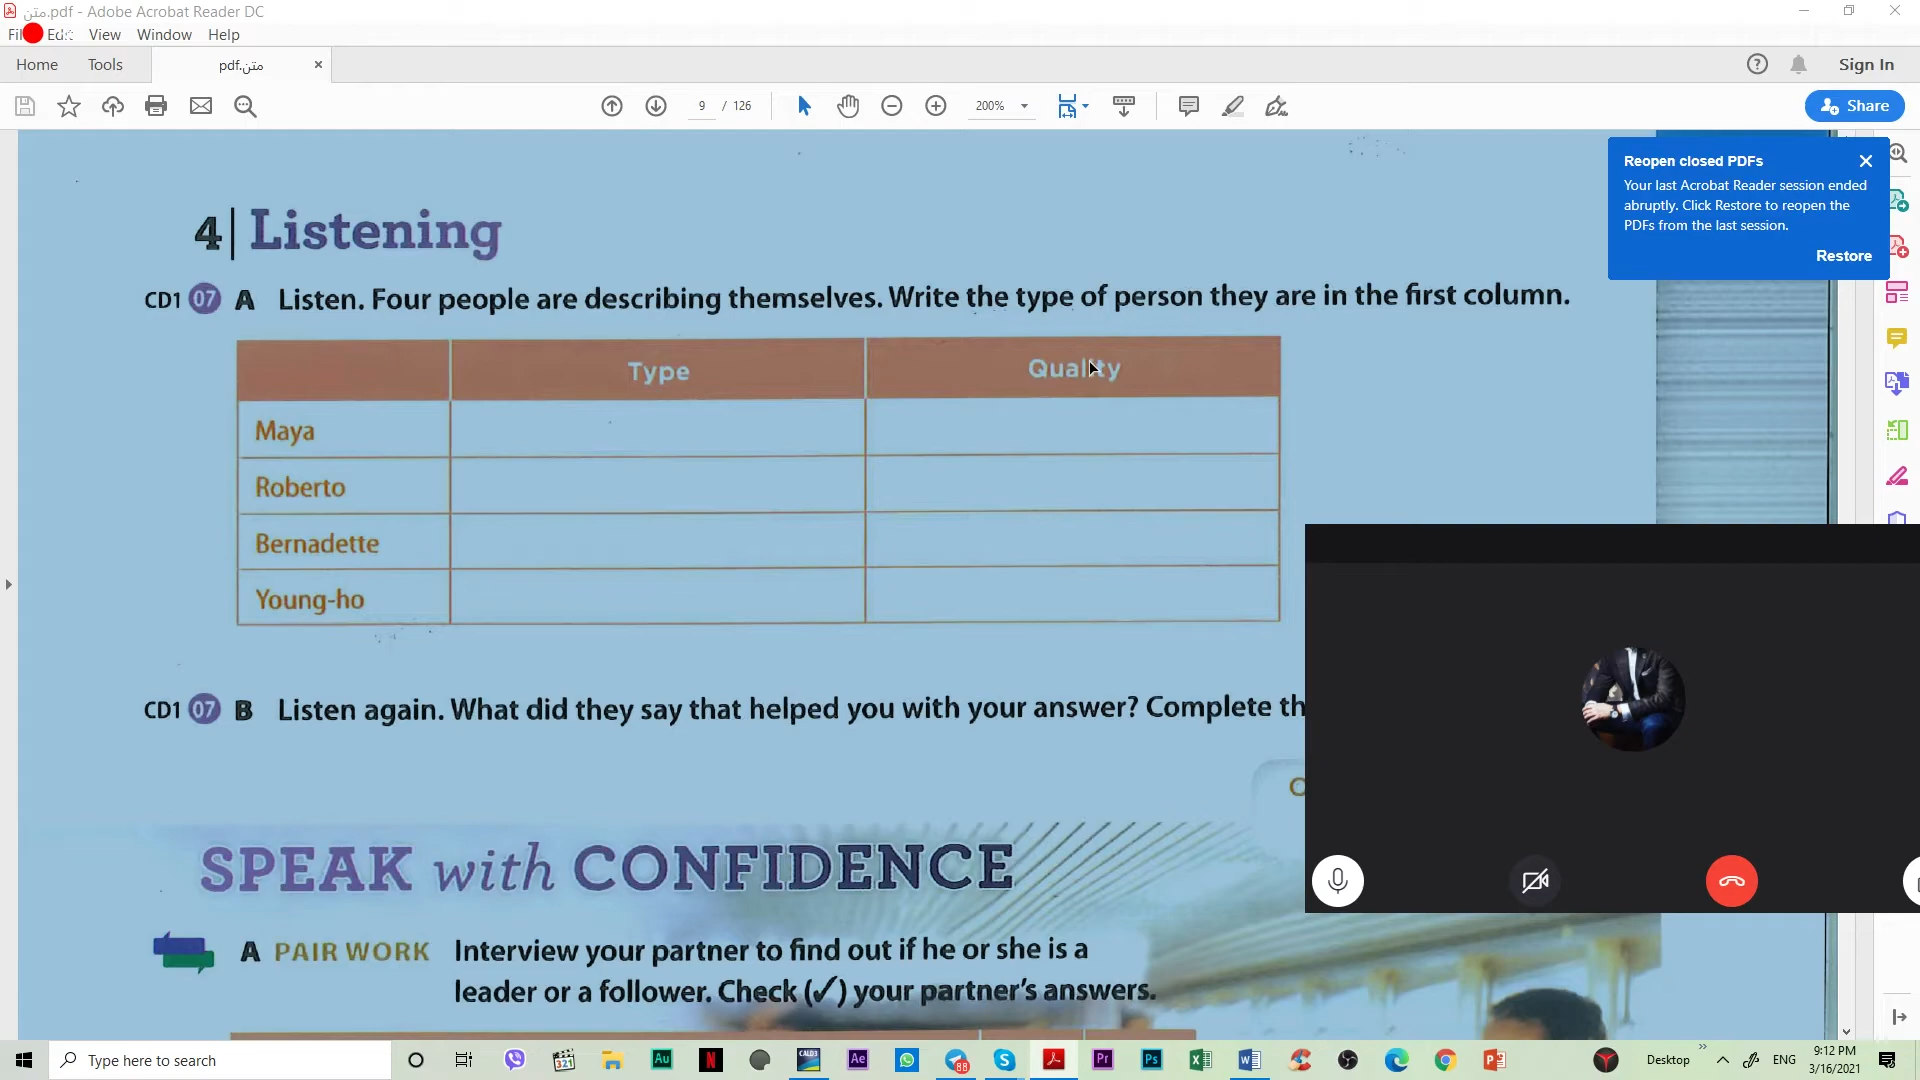 متن.pdf - Adobe Acrobat Reader DC
Edit View Window Help
Home Tools متن.pdf Sign In
9 / 126 200% Share
Reopen closed PDFs
Your last Acrobat Reader session ended
abruptly. Click Restore to reopen the
PDFs from the last session.
Restore
4 Listening
CD1 07 A Listen. Four people are describing themselves. Write the type of person they are in the first column.
Type Quality
Maya
Roberto
Bernadette
Young-ho
CD1 07 B Listen again. What did they say that helped you with your answer? Complete th
SPEAK with CONFIDENCE
A PAIR WORK Interview your partner to find out if he or she is a
leader or a follower. Check (✓) your partner's answers.
Type here to search
Desktop ENG 9:12 PM
3/16/2021